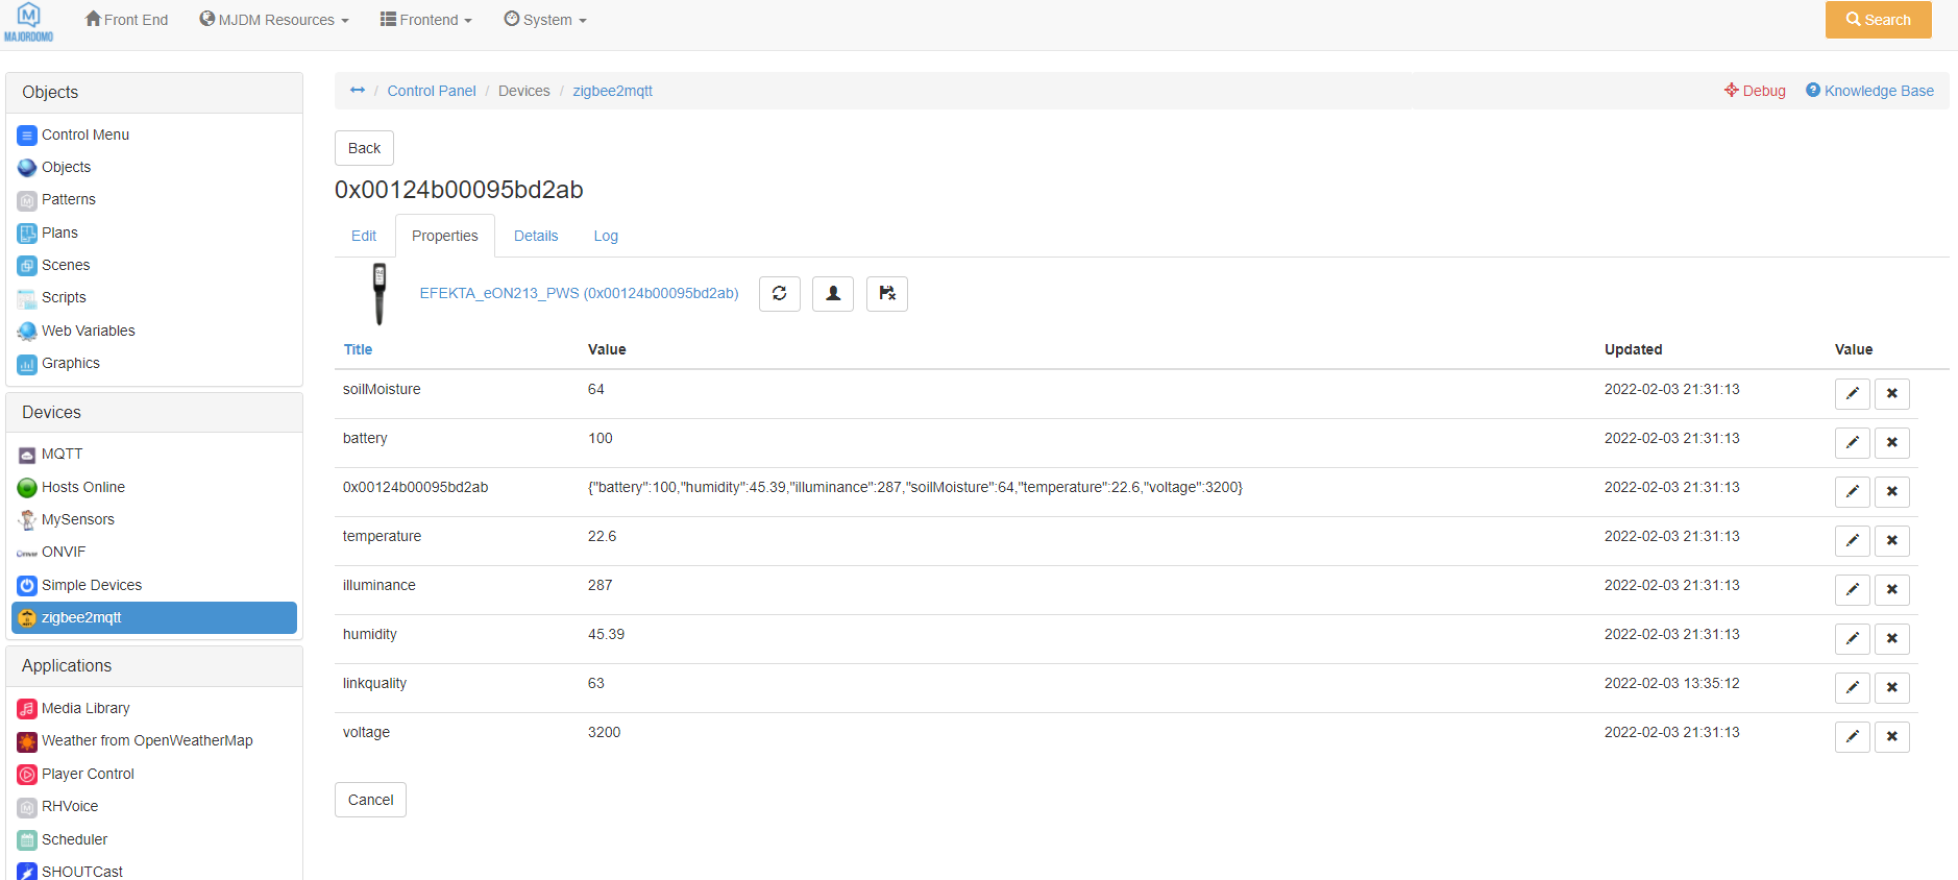 MAJORDOMO
Front End
MJDM Resources
Frontend
System
Search
Objects
Control Menu
Objects
Patterns
Plans
Scenes
Scripts
Web Variables
Graphics
Devices
MQTT
Hosts Online
MySensors
ONVIF
Simple Devices
zigbee2mqtt
Applications
Media Library
Weather from OpenWeatherMap
Player Control
RHVoice
Scheduler
SHOUTCast
/ Control Panel / Devices / zigbee2mqtt
Debug
Knowledge Base
Back
0x00124b00095bd2ab
Edit
Properties
Details
Log
EFEKTA_eON213_PWS (0x00124b00095bd2ab)
Title Value Updated Value
soilMoisture 64 2022-02-03 21:31:13
battery 100 2022-02-03 21:31:13
0x00124b00095bd2ab {"battery":100,"humidity":45.39,"illuminance":287,"soilMoisture":64,"temperature":22.6,"voltage":3200} 2022-02-03 21:31:13
temperature 22.6 2022-02-03 21:31:13
illuminance 287 2022-02-03 21:31:13
humidity 45.39 2022-02-03 21:31:13
linkquality 63 2022-02-03 13:35:12
voltage 3200 2022-02-03 21:31:13
Cancel